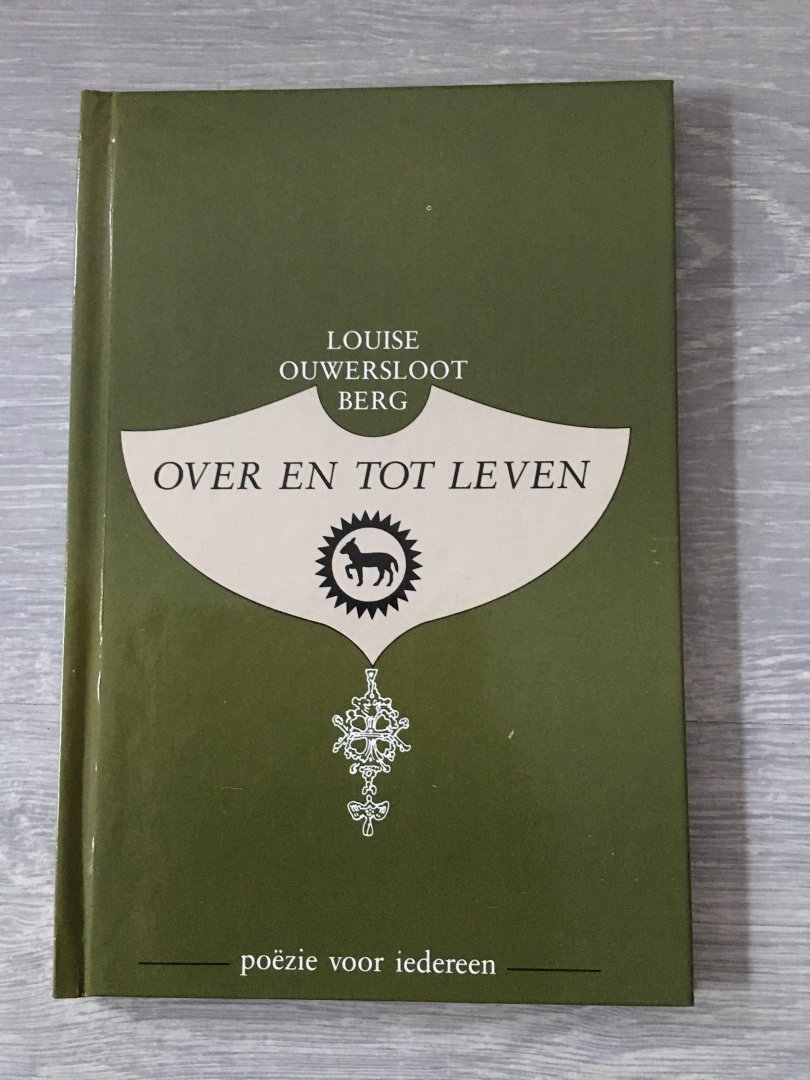 LOUISE
OUWERSLOOT
BERG
OVER EN TOT LEVEN
poëzie voor iedereen